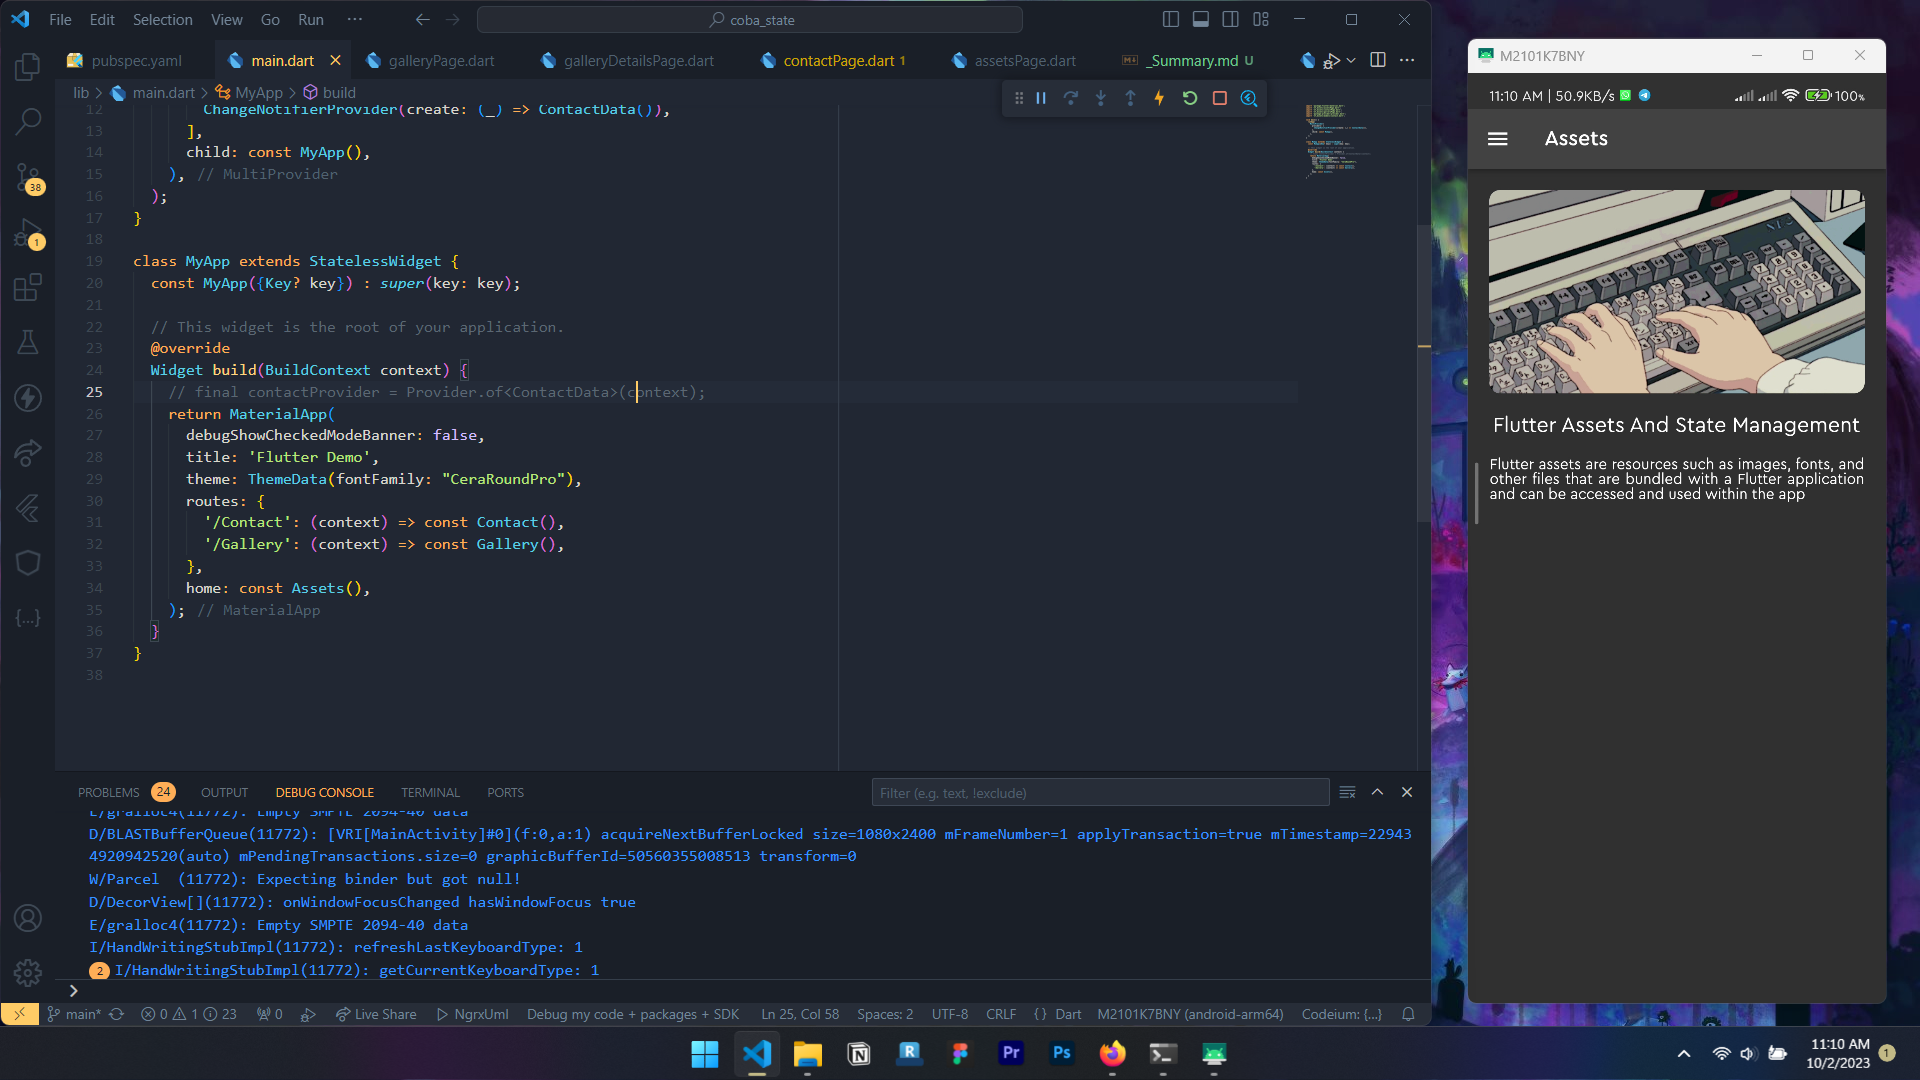 File Edit Selection View Go Run ··· coba_state
pubspec.yaml main.dart galleryPage.dart galleryDetailsPage.dart contactPage.dart 1 assetsPage.dart _Summary.md U
lib > main.dart > MyApp > build
12 ChangeNotifierProvider(create: (_) => ContactData()),
13 ],
14 child: const MyApp(),
15 ), // MultiProvider
16 );
17 }
18
19 class MyApp extends StatelessWidget {
20 const MyApp({Key? key}) : super(key: key);
21
22 // This widget is the root of your application.
23 @override
24 Widget build(BuildContext context) {
25 // final contactProvider = Provider.of<ContactData>(context);
26 return MaterialApp(
27 debugShowCheckedModeBanner: false,
28 title: 'Flutter Demo',
29 theme: ThemeData(fontFamily: "CeraRoundPro"),
30 routes: {
31 '/Contact': (context) => const Contact(),
32 '/Gallery': (context) => const Gallery(),
33 },
34 home: const Assets(),
35 ); // MaterialApp
36 }
37 }
38
38
1
PROBLEMS 24 OUTPUT DEBUG CONSOLE TERMINAL PORTS Filter (e.g. text, !exclude)
E/gralloc4(11772): Empty SMPTE 2094-40 data
D/BLASTBufferQueue(11772): [VRI[MainActivity]#0](f:0,a:1) acquireNextBufferLocked size=1080x2400 mFrameNumber=1 applyTransaction=true mTimestamp=22943
4920942520(auto) mPendingTransactions.size=0 graphicBufferId=50560355008513 transform=0
W/Parcel  (11772): Expecting binder but got null!
D/DecorView[](11772): onWindowFocusChanged hasWindowFocus true
E/gralloc4(11772): Empty SMPTE 2094-40 data
I/HandWritingStubImpl(11772): refreshLastKeyboardType: 1
2 I/HandWritingStubImpl(11772): getCurrentKeyboardType: 1
>
main* 0 1 23 0 Live Share NgrxUml Debug my code + packages + SDK Ln 25, Col 58 Spaces: 2 UTF-8 CRLF {} Dart M2101K7BNY (android-arm64) Codeium: {...}
M2101K7BNY
11:10 AM | 50.9KB/s 100%
Assets
Flutter Assets And State Management
Flutter assets are resources such as images, fonts, and
other files that are bundled with a Flutter application
and can be accessed and used within the app
N R Pr Ps
11:10 AM
10/2/2023 1